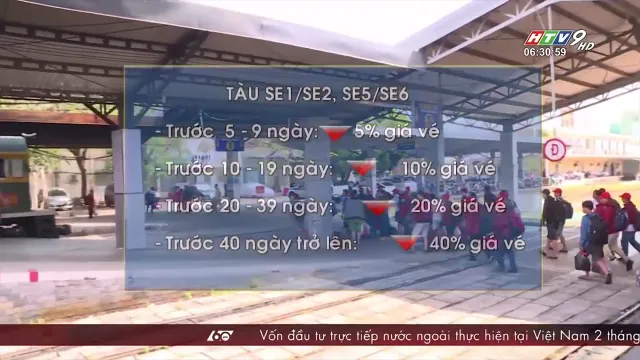 HTV9 HD
06:30:59
TÀU SE1/SE2, SE5/SE6
- Trước 5 - 9 ngày: 5% giá vé
- Trước 10 - 19 ngày: 10% giá vé
- Trước 20 - 39 ngày: 20% giá vé
- Trước 40 ngày trở lên: 40% giá vé
Đ
Vốn đầu tư trực tiếp nước ngoài thực hiện tại Việt Nam 2 tháng